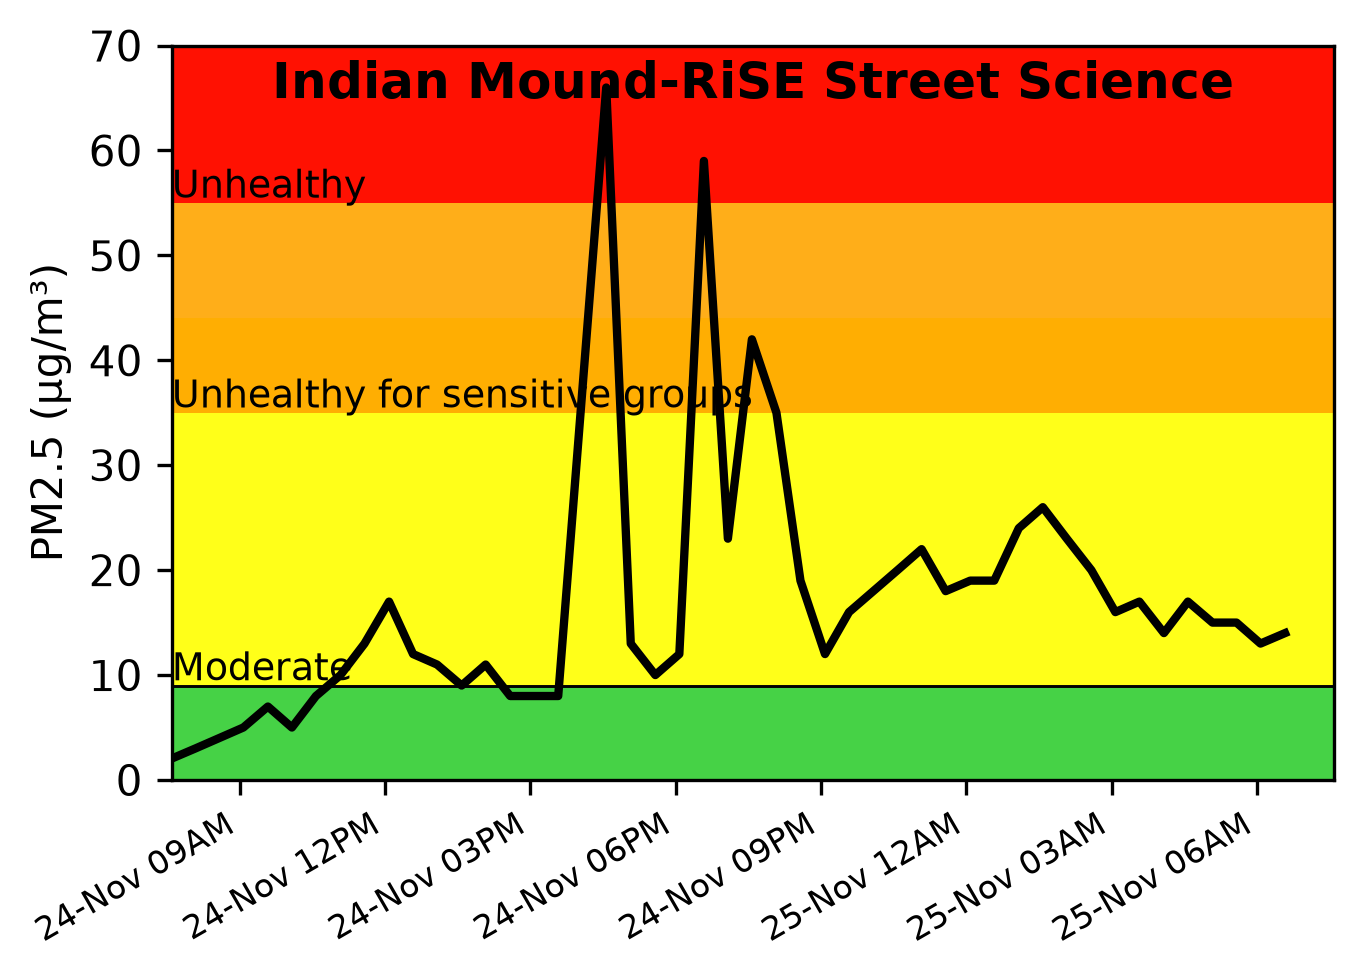 Indian Mound-RiSE Street Science
PM2.5 (µg/m³)
70
60
50
40
30
20
10
0
Unhealthy
Unhealthy for sensitive groups
Moderate
24-Nov 09AM
24-Nov 12PM
24-Nov 03PM
24-Nov 06PM
24-Nov 09PM
25-Nov 12AM
25-Nov 03AM
25-Nov 06AM